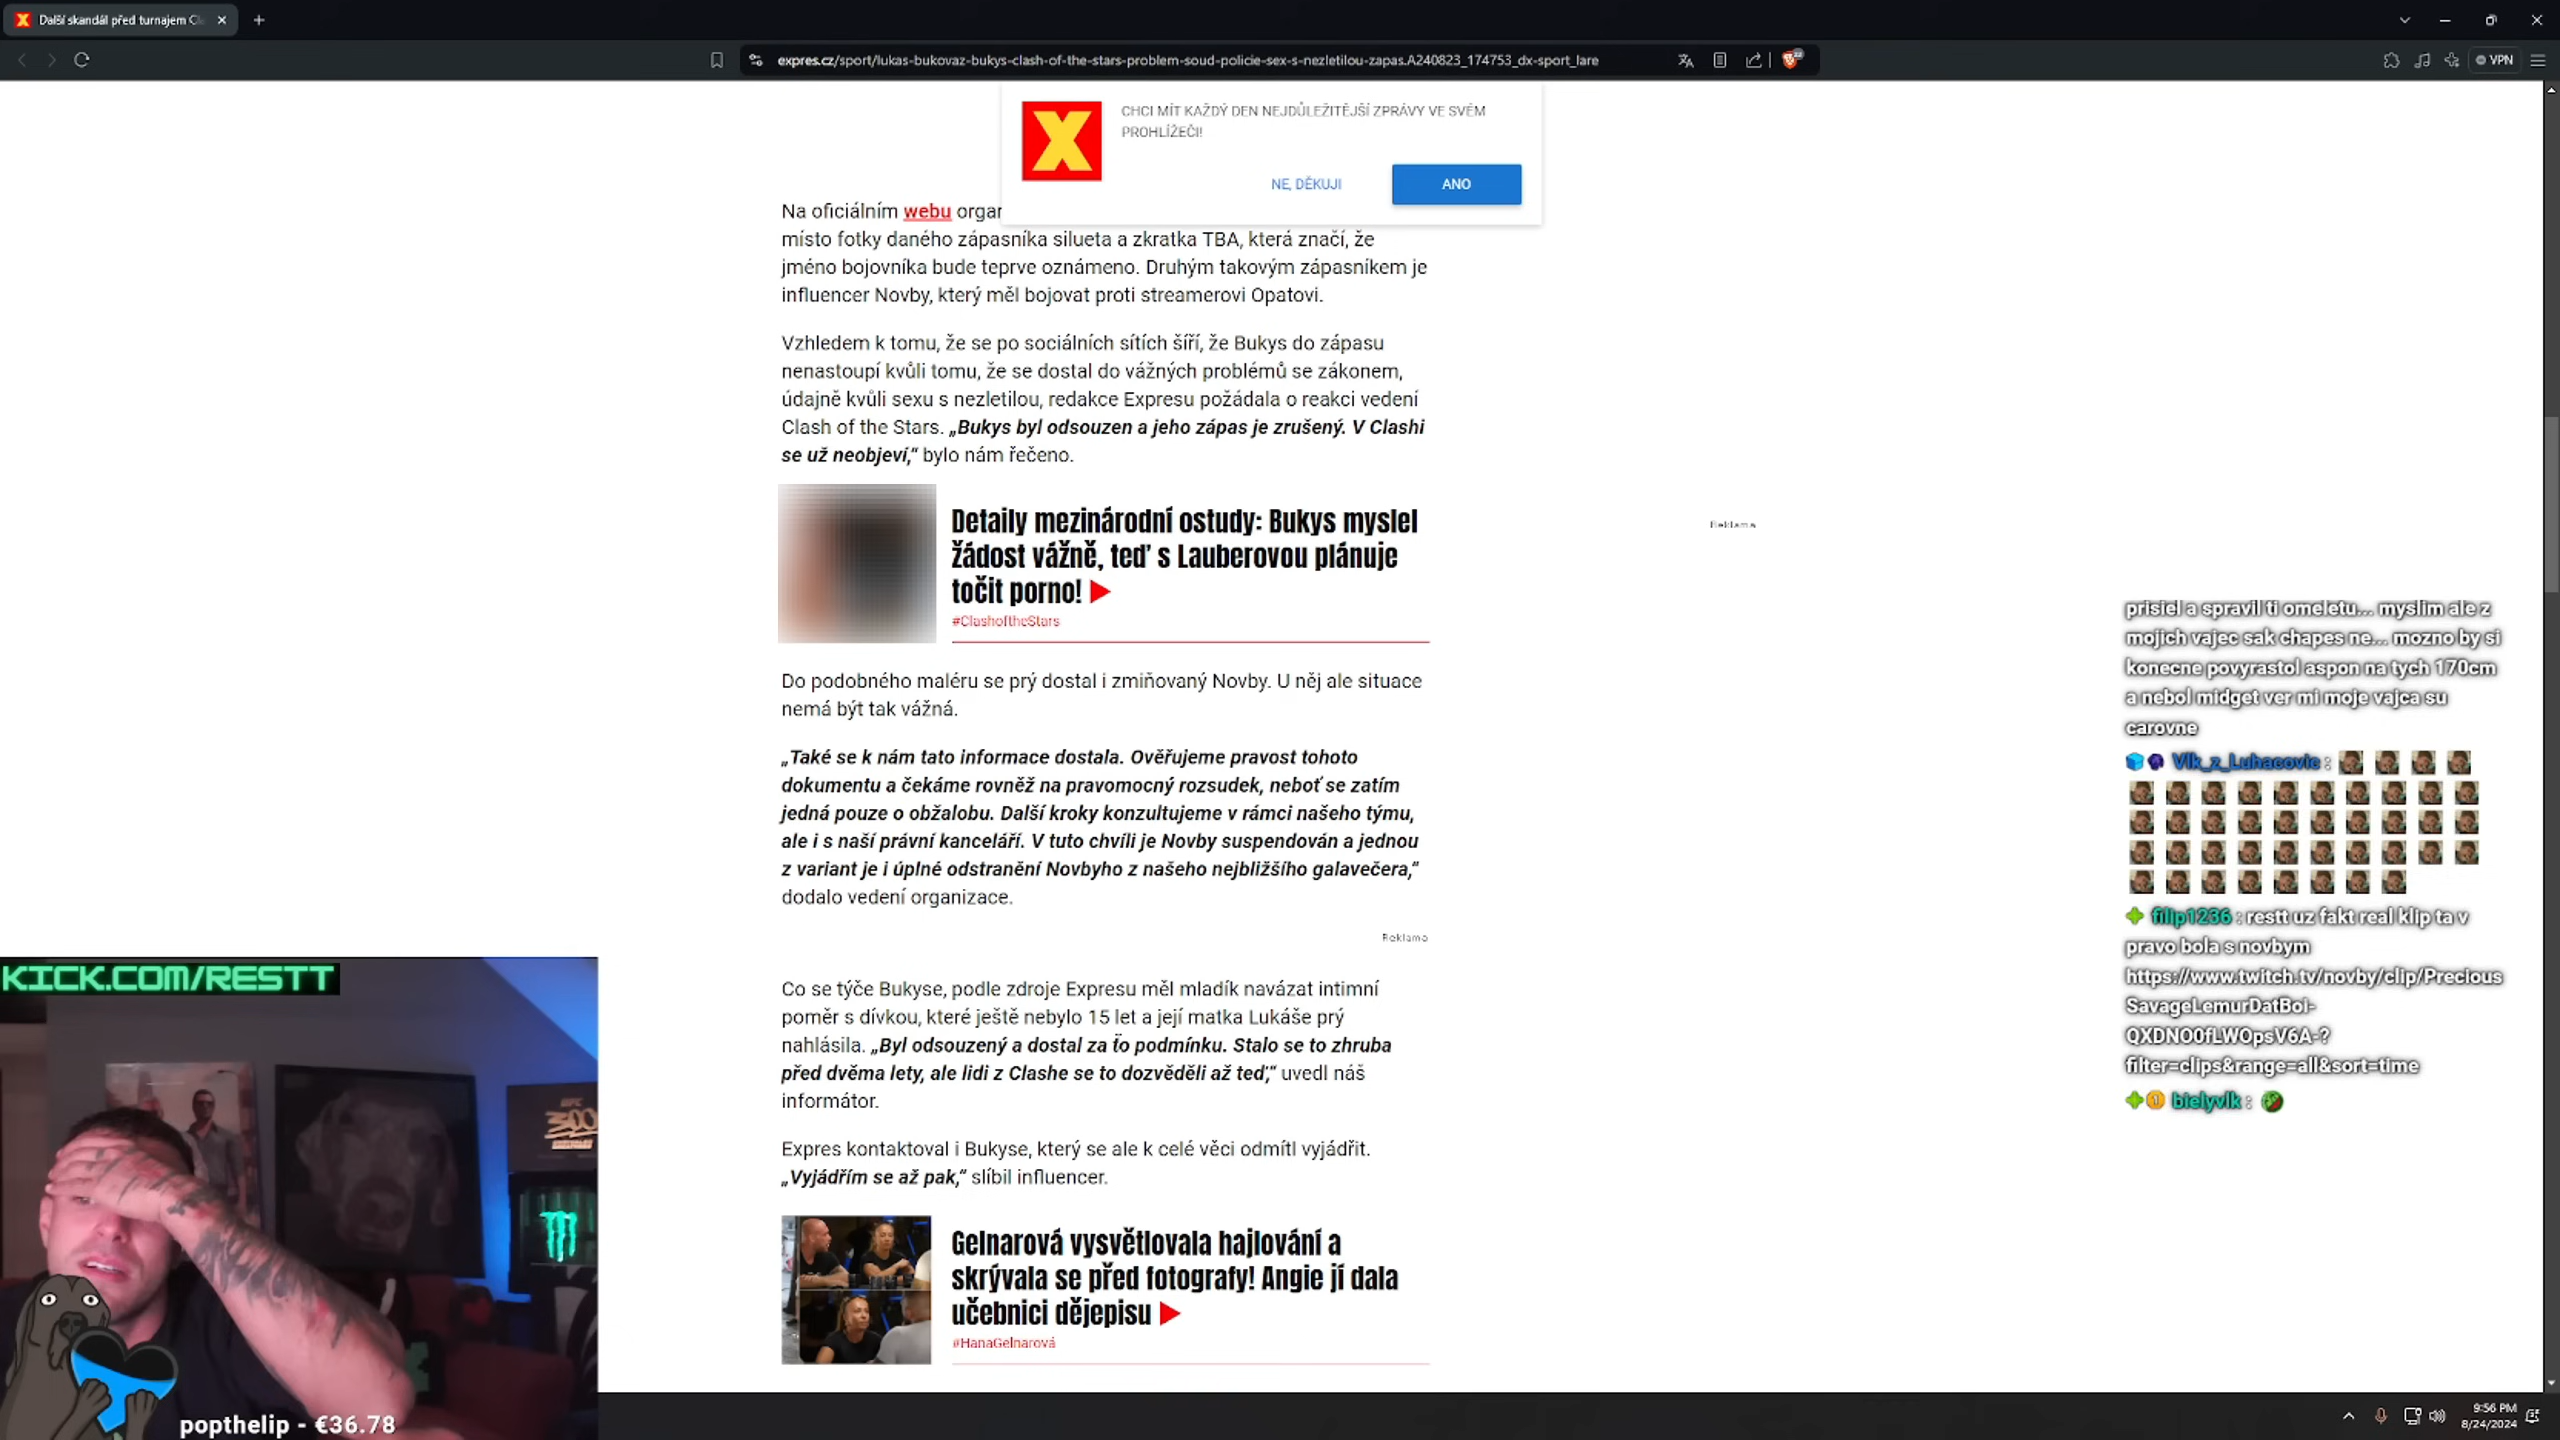 Další skandál před turnajem Cl
expres.cz/sport/lukas-bukovaz-bukys-clash-of-the-stars-problem-soud-policie-sex-s-nezletilou-zapas.A240823_174753_dx-sport_lare
22
VPN
CHCI MÍT KAŽDÝ DEN NEJDŮLEŽITĚJŠÍ ZPRÁVY VE SVÉM
PROHLÍŽEČI!
NE, DĚKUJI
ANO
Na oficiálním webu organ
místo fotky daného zápasníka silueta a zkratka TBA, která značí, že
jméno bojovníka bude teprve oznámeno. Druhým takovým zápasníkem je
influencer Novby, který měl bojovat proti streamerovi Opatovi.
Vzhledem k tomu, že se po sociálních sítích šíří, že Bukys do zápasu
nenastoupí kvůli tomu, že se dostal do vážných problémů se zákonem,
údajně kvůli sexu s nezletilou, redakce Expresu požádala o reakci vedení
Clash of the Stars. „Bukys byl odsouzen a jeho zápas je zrušený. V Clashi
se už neobjeví,“ bylo nám řečeno.
Detaily mezinárodní ostudy: Bukys myslel
žádost vážně, teď s Lauberovou plánuje
točit porno!
#ClashoftheStars
Reklama
Do podobného maléru se prý dostal i zmiňovaný Novby. U něj ale situace
nemá být tak vážná.
„Také se k nám tato informace dostala. Ověřujeme pravost tohoto
dokumentu a čekáme rovněž na pravomocný rozsudek, neboť se zatím
jedná pouze o obžalobu. Další kroky konzultujeme v rámci našeho týmu,
ale i s naší právní kanceláří. V tuto chvíli je Novby suspendován a jednou
z variant je i úplné odstranění Novbyho z našeho nejbližšího galavečera,“
dodalo vedení organizace.
Reklama
Co se týče Bukyse, podle zdroje Expresu měl mladík navázat intimní
poměr s dívkou, které ještě nebylo 15 let a její matka Lukáše prý
nahlásila. „Byl odsouzený a dostal za to podmínku. Stalo se to zhruba
před dvěma lety, ale lidi z Clashe se to dozvěděli až teď,“ uvedl náš
informátor.
Expres kontaktoval i Bukyse, který se ale k celé věci odmítl vyjádřit.
„Vyjádřím se až pak,“ slíbil influencer.
Gelnarová vysvětlovala hajlování a
skrývala se před fotografy! Angie jí dala
učebnici dějepisu
#HanaGelnarová
prisiel a spravil ti omeletu... myslim ale z
mojich vajec sak chapes ne... mozno by si
konecne povyrastol aspon na tych 170cm
a nebol midget ver mi moje vajca su
carovne
Vlk_z_Luhacovic :
filip1236 : restt uz fakt real klip ta v
pravo bola s novbym
https://www.twitch.tv/novby/clip/Precious
SavageLemurDatBoi-
QXDNO0fLWOpsV6A-?
filter=clips&range=all&sort=time
bielyvlk :
KICK.COM/RESTT
UFC
300
popthelip - €36.78
9:56 PM
8/24/2024